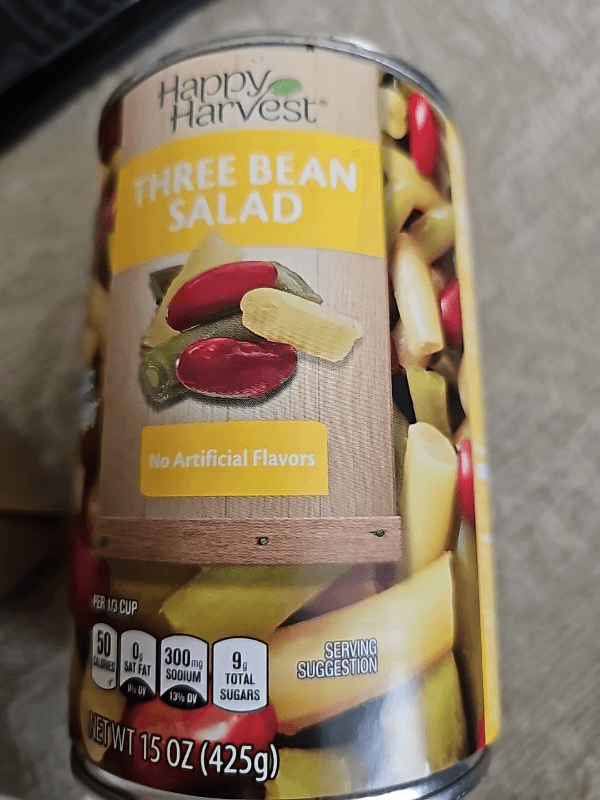 Happy
Harvest®
THREE BEAN
SALAD
No Artificial Flavors
PER 1/3 CUP
50
CALORIES
0g
SAT FAT
0% DV
300mg
SODIUM
13% DV
9g
TOTAL
SUGARS
SERVING
SUGGESTION
NET WT 15 OZ (425g)